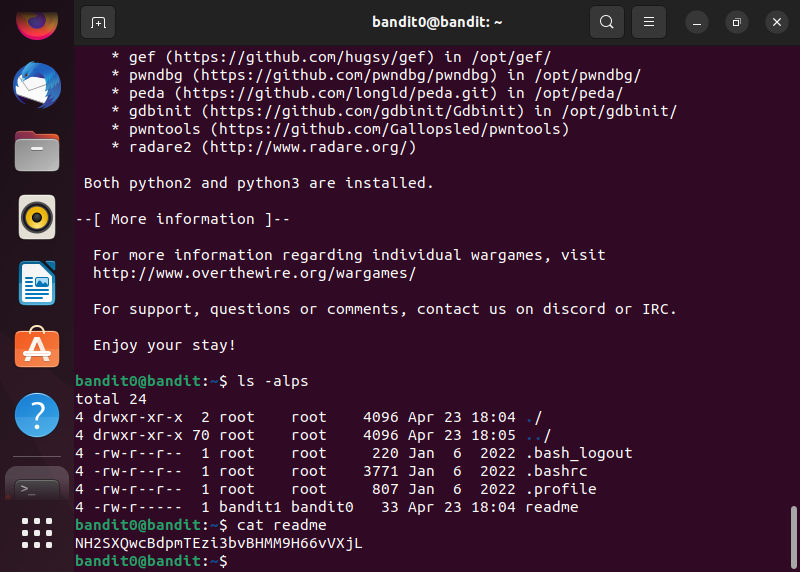 bandit0@bandit: ~
* gef (https://github.com/hugsy/gef) in /opt/gef/
* pwndbg (https://github.com/pwndbg/pwndbg) in /opt/pwndbg/
* peda (https://github.com/longld/peda.git) in /opt/peda/
* gdbinit (https://github.com/gdbinit/Gdbinit) in /opt/gdbinit/
* pwntools (https://github.com/Gallopsled/pwntools)
* radare2 (http://www.radare.org/)
Both python2 and python3 are installed.
--[ More information ]--
For more information regarding individual wargames, visit
http://www.overthewire.org/wargames/
For support, questions or comments, contact us on discord or IRC.
Enjoy your stay!
bandit0@bandit:~$ ls -alps
total 24
4 drwxr-xr-x  2 root    root    4096 Apr 23 18:04 ./
4 drwxr-xr-x 70 root    root    4096 Apr 23 18:05 ../
4 -rw-r--r--  1 root    root     220 Jan  6  2022 .bash_logout
4 -rw-r--r--  1 root    root    3771 Jan  6  2022 .bashrc
4 -rw-r--r--  1 root    root     807 Jan  6  2022 .profile
4 -rw-r-----  1 bandit1 bandit0   33 Apr 23 18:04 readme
bandit0@bandit:~$ cat readme
NH2SXQwcBdpmTEzi3bvBHMM9H66vVXjL
bandit0@bandit:~$